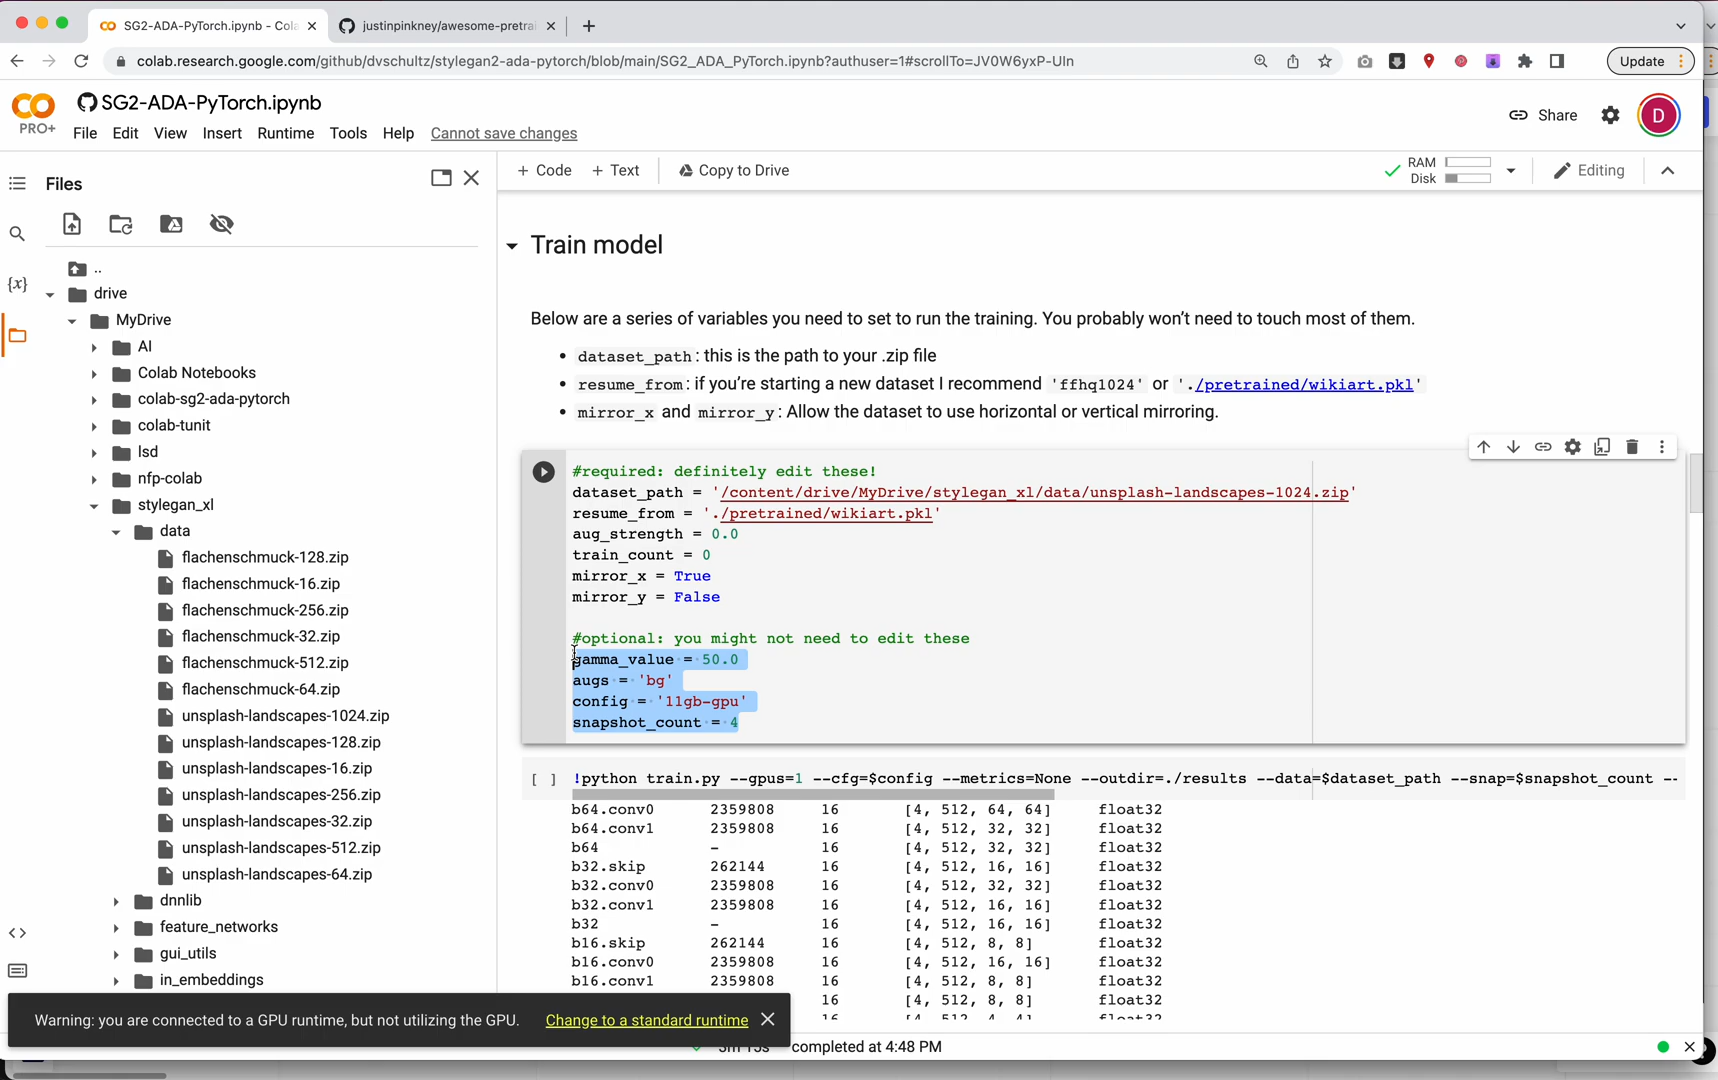 SG2-ADA-PyTorch.ipynb - Cola
justinpinkney/awesome-pretrai
colab.research.google.com/github/dvschultz/stylegan2-ada-pytorch/blob/main/SG2_ADA_PyTorch.ipynb?authuser=1#scrollTo=JV0W6yxP-UIn
Update
PRO+
SG2-ADA-PyTorch.ipynb
File Edit View Insert Runtime Tools Help Cannot save changes
Share
D
Files
+ Code + Text Copy to Drive
RAM
Disk
Editing
..
drive
MyDrive
AI
Colab Notebooks
colab-sg2-ada-pytorch
colab-tunit
lsd
nfp-colab
stylegan_xl
data
flachenschmuck-128.zip
flachenschmuck-16.zip
flachenschmuck-256.zip
flachenschmuck-32.zip
flachenschmuck-512.zip
flachenschmuck-64.zip
unsplash-landscapes-1024.zip
unsplash-landscapes-128.zip
unsplash-landscapes-16.zip
unsplash-landscapes-256.zip
unsplash-landscapes-32.zip
unsplash-landscapes-512.zip
unsplash-landscapes-64.zip
dnnlib
feature_networks
gui_utils
in_embeddings
{x}
<>
Train model
Below are a series of variables you need to set to run the training. You probably won't need to touch most of them.
• dataset_path: this is the path to your .zip file
• resume_from: if you're starting a new dataset I recommend 'ffhq1024' or './pretrained/wikiart.pkl'
• mirror_x and mirror_y: Allow the dataset to use horizontal or vertical mirroring.
#required: definitely edit these!
dataset_path = '/content/drive/MyDrive/stylegan_xl/data/unsplash-landscapes-1024.zip'
resume_from = './pretrained/wikiart.pkl'
aug_strength = 0.0
train_count = 0
mirror_x = True
mirror_y = False
#optional: you might not need to edit these
gamma_value = 50.0
augs = 'bg'
config = '11gb-gpu'
snapshot_count = 4
[ ] !python train.py --gpus=1 --cfg=$config --metrics=None --outdir=./results --data=$dataset_path --snap=$snapshot_count --
b64.conv0 2359808 16 [4, 512, 64, 64] float32
b64.conv1 2359808 16 [4, 512, 32, 32] float32
b64 - 16 [4, 512, 32, 32] float32
b32.skip 262144 16 [4, 512, 16, 16] float32
b32.conv0 2359808 16 [4, 512, 32, 32] float32
b32.conv1 2359808 16 [4, 512, 16, 16] float32
b32 - 16 [4, 512, 16, 16] float32
b16.skip 262144 16 [4, 512, 8, 8] float32
b16.conv0 2359808 16 [4, 512, 16, 16] float32
b16.conv1 2359808 16 [4, 512, 8, 8] float32
16 [4, 512, 8, 8] float32
Warning: you are connected to a GPU runtime, but not utilizing the GPU. Change to a standard runtime
completed at 4:48 PM